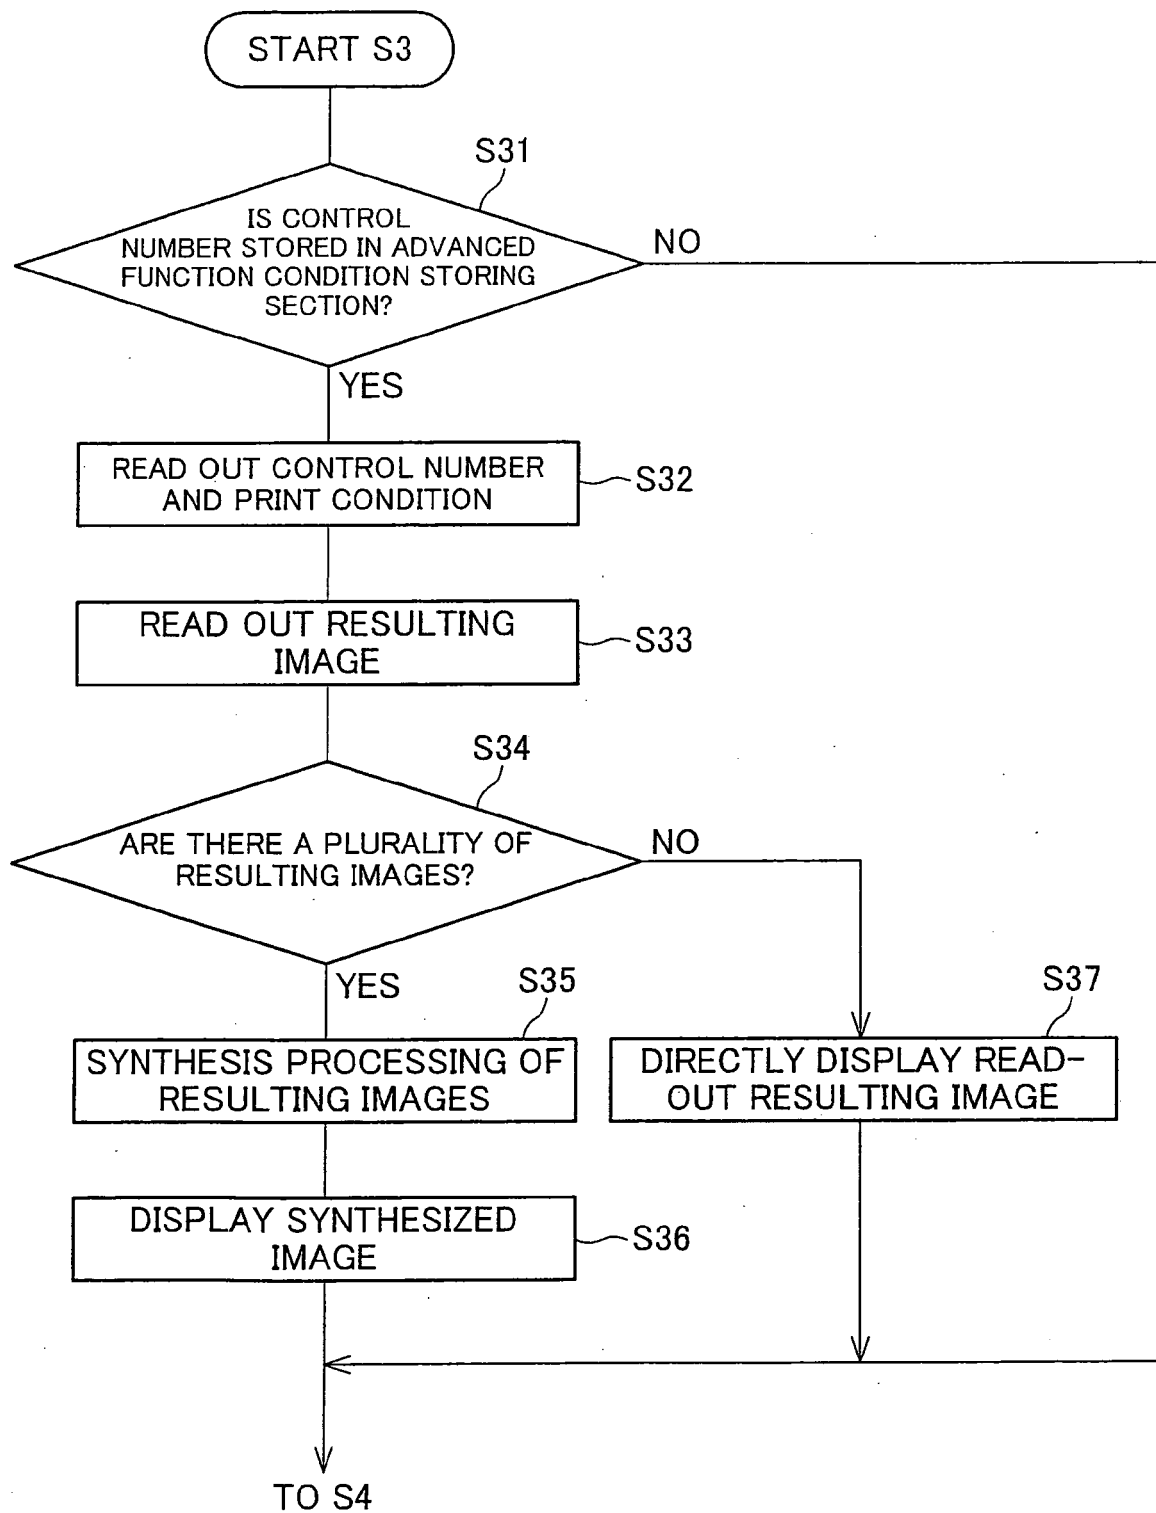 START S3
S31
IS CONTROL
NUMBER STORED IN ADVANCED
FUNCTION CONDITION STORING
SECTION?
NO
YES
READ OUT CONTROL NUMBER
AND PRINT CONDITION
S32
READ OUT RESULTING
IMAGE
S33
S34
ARE THERE A PLURALITY OF
RESULTING IMAGES?
NO
YES
S35
SYNTHESIS PROCESSING OF
RESULTING IMAGES
S37
DIRECTLY DISPLAY READ-
OUT RESULTING IMAGE
DISPLAY SYNTHESIZED
IMAGE
S36
TO S4